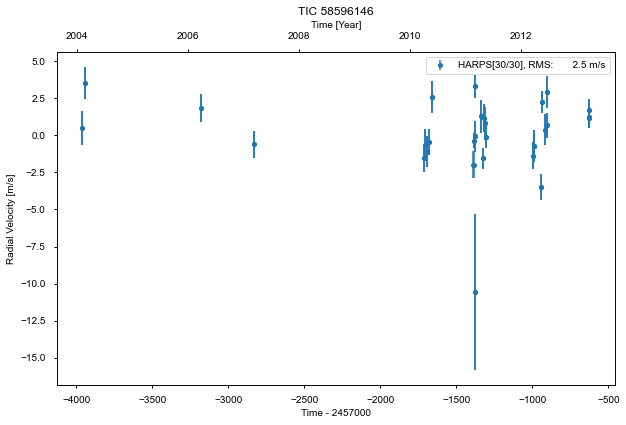 TIC 58596146
Time [Year]
2004 2006 2008 2010 2012
HARPS[30/30], RMS: 2.5 m/s
Radial Velocity [m/s]
5.0
2.5
0.0
−2.5
−5.0
−7.5
−10.0
−12.5
−15.0
−4000 −3500 −3000 −2500 −2000 −1500 −1000 −500
Time - 2457000